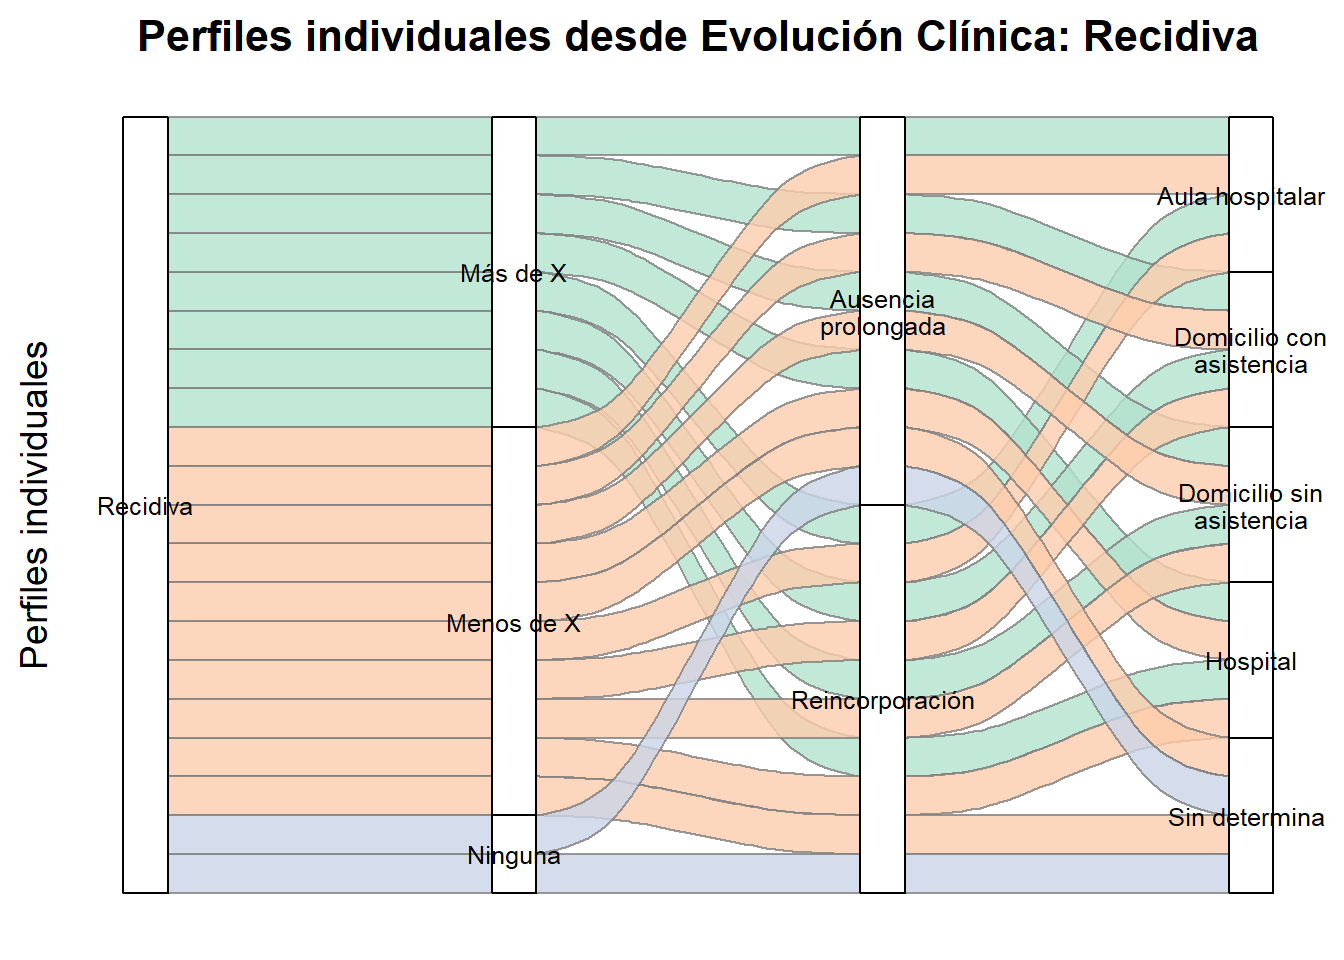 Perfiles individuales desde Evolución Clínica: Recidiva
Perfiles individuales
Recidiva
Más de X
Menos de X
Ninguna
Ausencia
prolongada
Reincorporación
Aula hospitalar
Domicilio con
asistencia
Domicilio sin
asistencia
Hospital
Sin determina